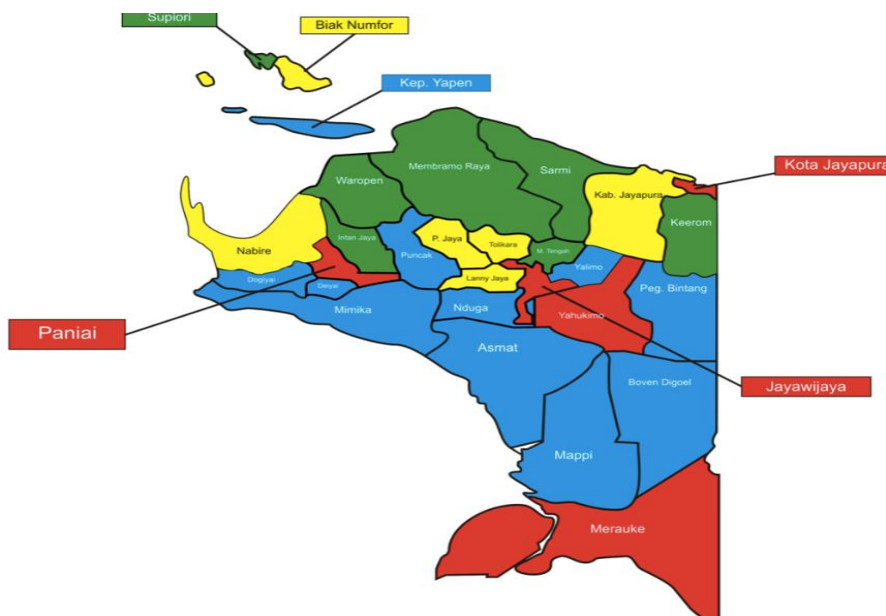 Supiori
Biak Numfor
Kep. Yapen
Membramo Raya
Sarmi
Kota Jayapura
Waropen
Kab. Jayapura
Keerom
Nabire
Intan Jaya
P. Jaya
Tolikara
Puncak
M. Tengah
Yalimo
Dogiyai
Deiyai
Lanny Jaya
Peg. Bintang
Mimika
Nduga
Yahukimo
Paniai
Asmat
Boven Digoel
Jayawijaya
Mappi
Merauke